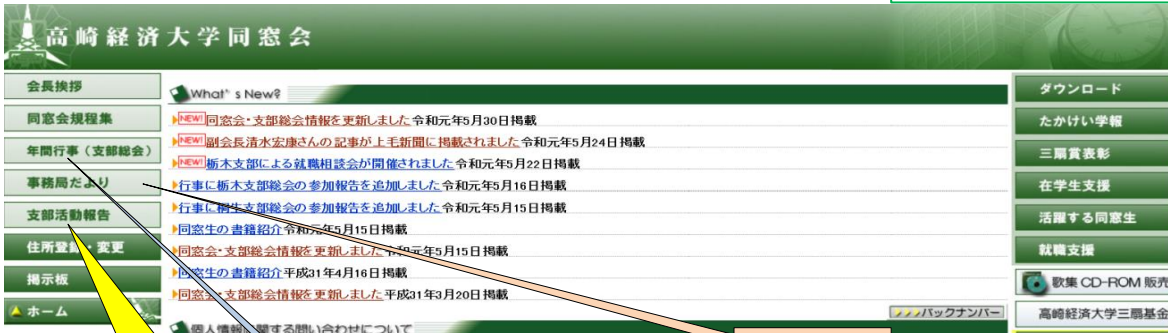 高崎経済大学同窓会
会長挨拶
同窓会規程集
年間行事（支部総会）
事務局だより
支部活動報告
住所登録・変更
掲示板
ホーム
What's New?
NEW! 同窓会・支部総会情報を更新しました 令和元年5月30日掲載
NEW! 副会長清水宏康さんの記事が上毛新聞に掲載されました 令和元年5月24日掲載
NEW! 栃木支部による就職相談会が開催されました 令和元年5月22日掲載
行事に栃木支部総会の参加報告を追加しました 令和元年5月16日掲載
行事に桐生支部総会の参加報告を追加しました 令和元年5月15日掲載
同窓生の書籍紹介 令和元年5月15日掲載
同窓会・支部総会情報を更新しました 令和元年5月15日掲載
同窓生の書籍紹介 平成31年4月16日掲載
同窓会・支部総会情報を更新しました 平成31年3月20日掲載
バックナンバー
個人情報に関する問い合わせについて
ダウンロード
たかけい学報
三扇賞表彰
在学生支援
活躍する同窓生
就職支援
歌集 CD-ROM 販売
高崎経済大学三扇基金